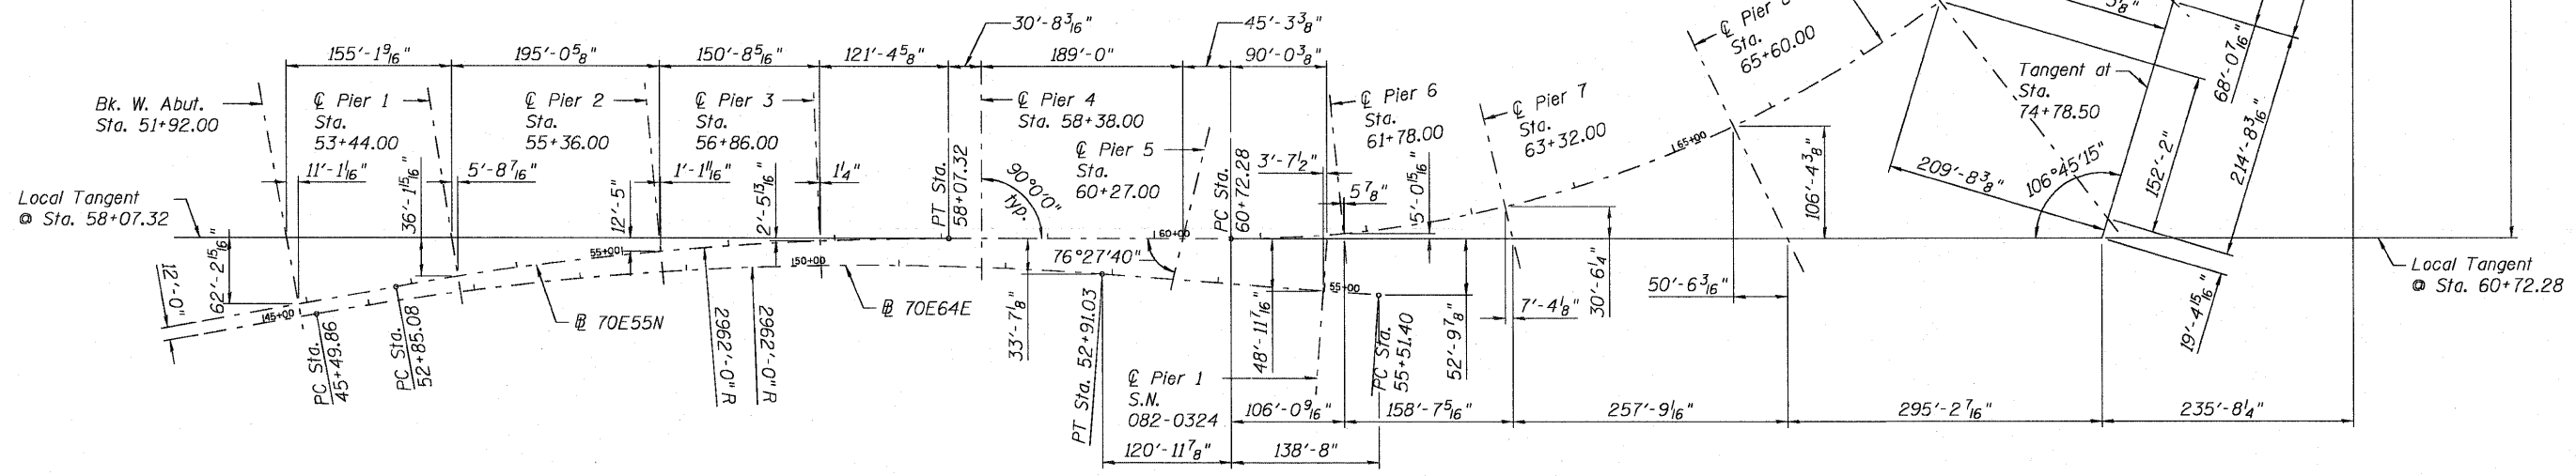 30'-8 3/16"
45'-3 3/8"
155'-1 9/16"
195'-0 5/8"
150'-8 5/16"
121'-4 5/8"
189'-0"
90'-0 3/8"
Bk. W. Abut.
Sta. 51+92.00
℄ Pier 1
Sta.
53+44.00
℄ Pier 2
Sta.
55+36.00
℄ Pier 3
Sta.
56+86.00
℄ Pier 4
Sta. 58+38.00
℄ Pier 5
Sta.
60+27.00
℄ Pier 6
Sta.
61+78.00
℄ Pier 7
Sta.
63+32.00
℄ Pier
Sta.
65+60.00
Tangent at
Sta.
74+78.50
68'-0 7/16"
214'-8 3/16"
152'-2"
209'-8 3/8"
106°45'15"
19'-4 15/16"
11'-1 1/16"
36'-1 15/16"
5'-8 7/16"
12'-5"
1'-1 11/16"
2'-5 13/16"
1 1/4"
PT Sta.
58+07.32
90°0'0"
typ.
3'-7 1/2"
PC Sta.
60+72.28
5 7/8"
5'-0 15/16"
106'-4 3/8"
Local Tangent
@ Sta. 58+07.32
12'-0"
62'-2 15/16"
45+00
55+00
50+00
60+00
55+00
65+00
76°27'40"
PC Sta.
45+49.86
PC Sta.
52+85.08
℔ 70E55N
2962'-0" R
2962'-0" R
℔ 70E64E
33'-7 1/8"
PT Sta. 52+91.03
48'-11 7/16"
PC Sta.
55+51.40
52'-9 7/8"
7'-4 1/8"
30'-6 1/4"
50'-6 3/16"
Local Tangent
@ Sta. 60+72.28
℄ Pier 1
S.N.
082-0324
106'-0 9/16"
158'-7 5/16"
257'-9 1/16"
295'-2 7/16"
235'-8 1/4"
120'-11 7/8"
138'-8"